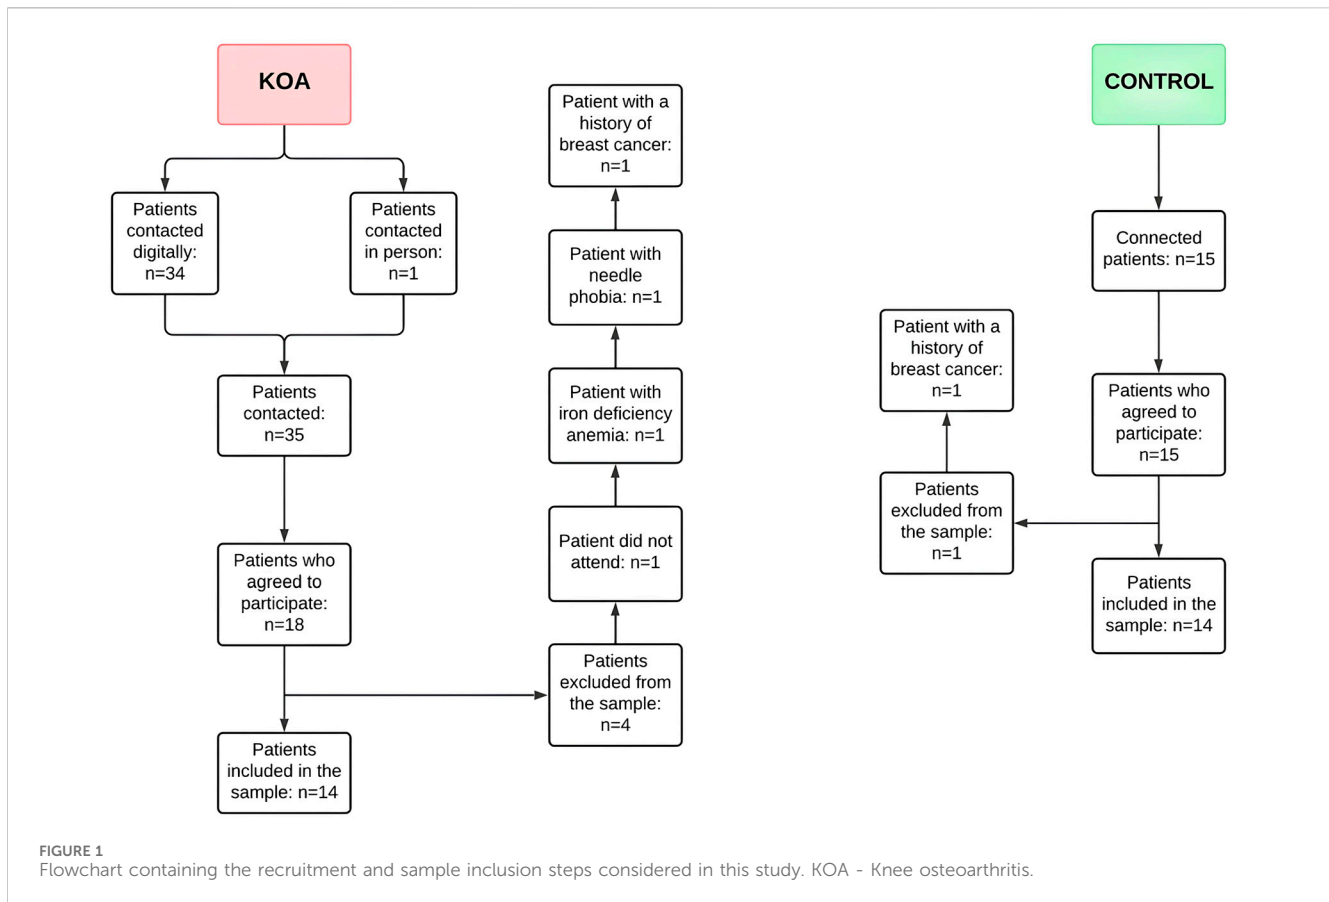 KOA
Patients
contacted
digitally:
n=34
Patients
contacted
in person:
n=1
Patients
contacted:
n=35
Patients who
agreed to
participate:
n=18
Patients
included in the
sample: n=14
Patients
excluded from
the sample:
n=4
Patient did not
attend: n=1
Patient with
iron deficiency
anemia: n=1
Patient with
needle
phobia: n=1
Patient with a
history of
breast cancer:
n=1
CONTROL
Connected
patients: n=15
Patients who
agreed to
participate:
n=15
Patients
excluded from
the sample:
n=1
Patient with a
history of
breast cancer:
n=1
Patients
included in the
sample: n=14
FIGURE 1
Flowchart containing the recruitment and sample inclusion steps considered in this study. KOA - Knee osteoarthritis.